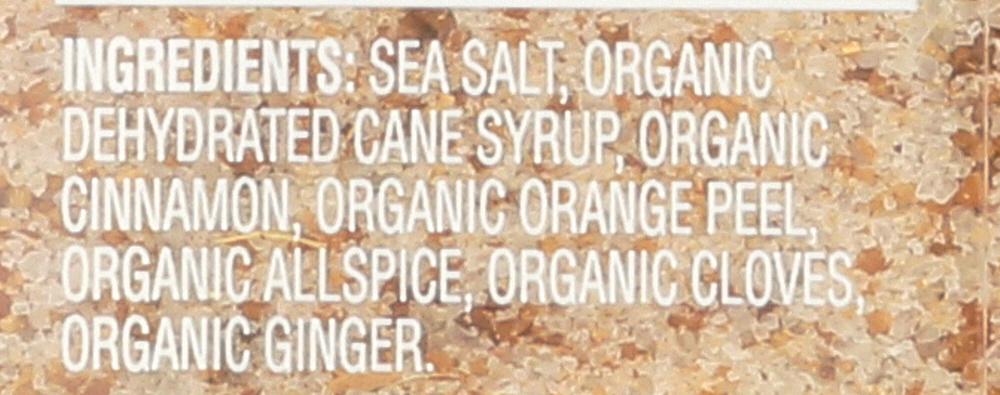 INGREDIENTS: SEA SALT, ORGANIC
DEHYDRATED CANE SYRUP, ORGANIC
CINNAMON, ORGANIC ORANGE PEEL,
ORGANIC ALLSPICE, ORGANIC CLOVES,
ORGANIC GINGER.